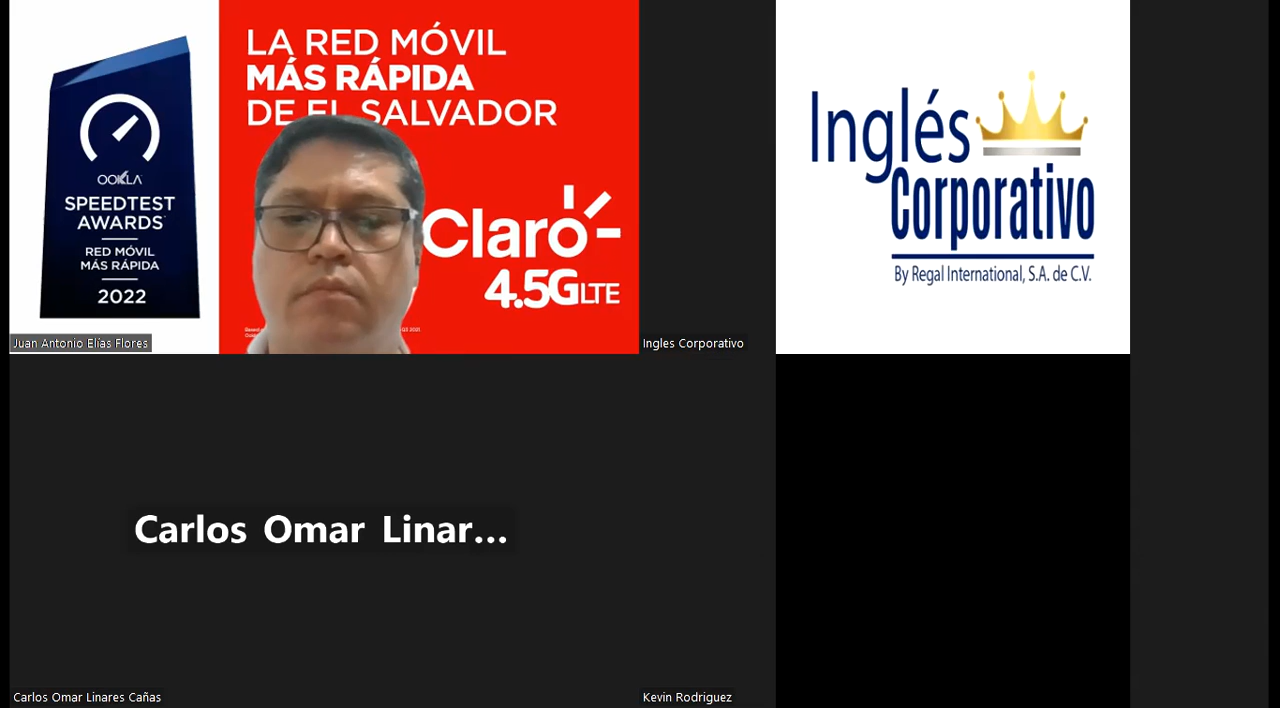 LA RED MÓVIL
MÁS RÁPIDA
DE EL SALVADOR
OOKLA
SPEEDTEST
AWARDS
RED MÓVIL
MÁS RÁPIDA
2022
Claro
4.5G LTE
Juan Antonio Elías Flores
Inglés
Corporativo
By Regal International, S.A. de C.V.
Ingles Corporativo
Carlos Omar Linar...
Carlos Omar Linares Cañas
Kevin Rodriguez